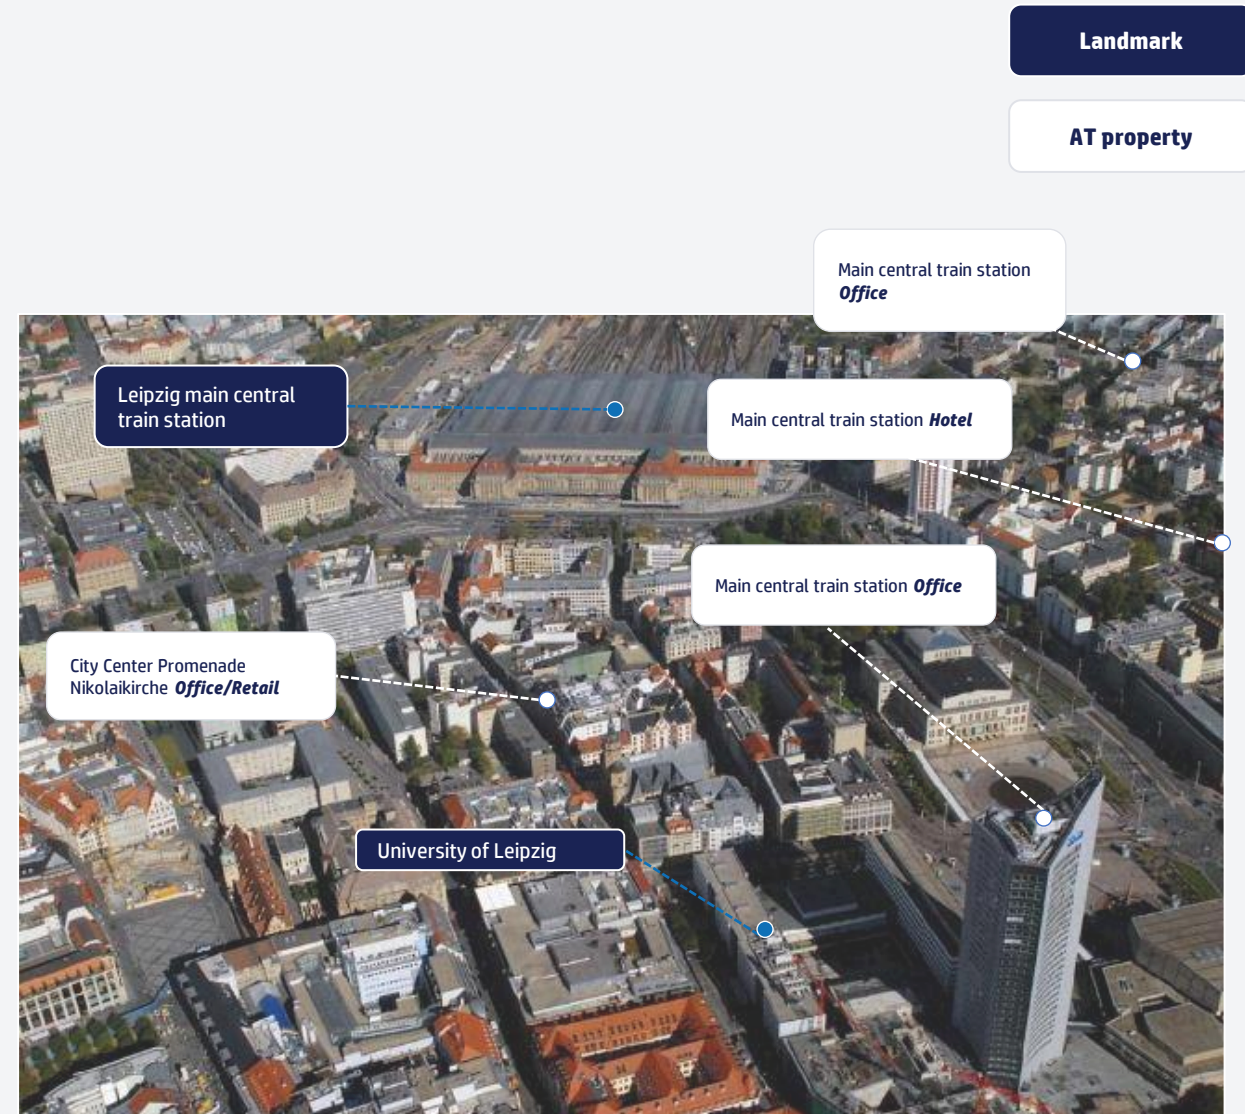 Landmark
AT property
Main central train station
Office
Leipzig main central
train station
Main central train station Hotel
Main central train station Office
City Center Promenade
Nikolaikirche Office/Retail
University of Leipzig